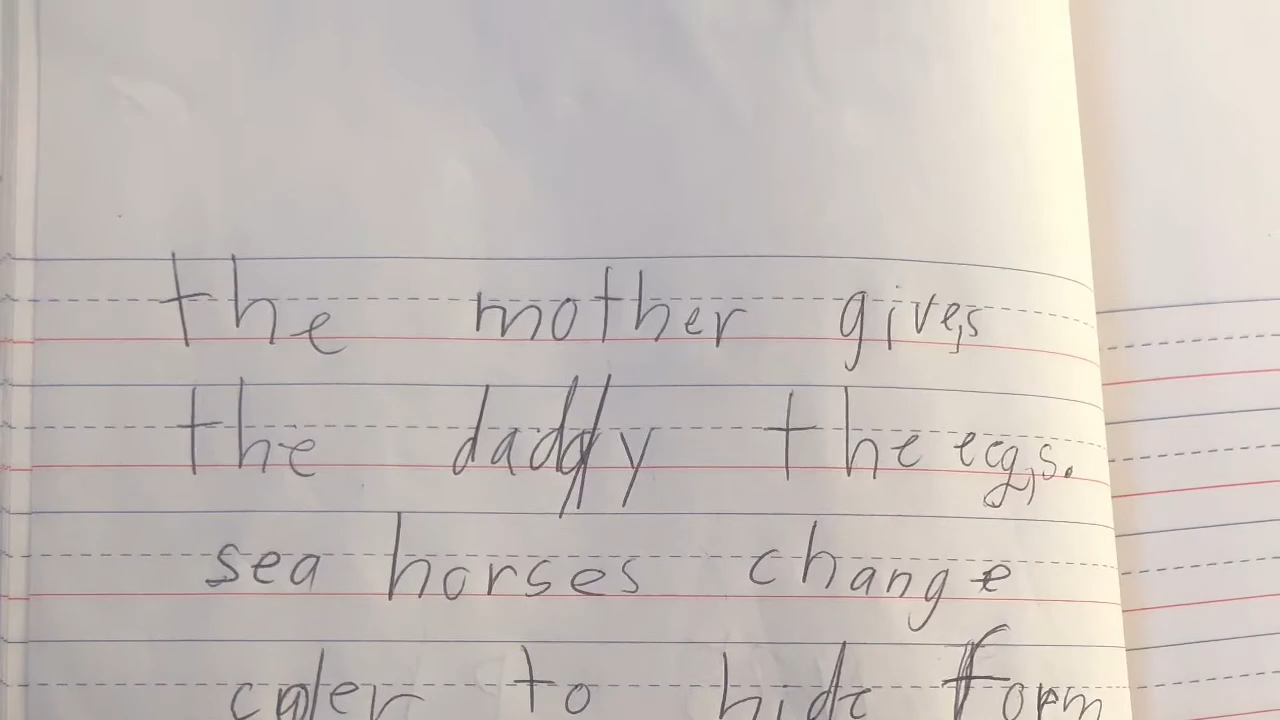 the mother gives
the daddy the eggs.
sea horses change
coler to hide form